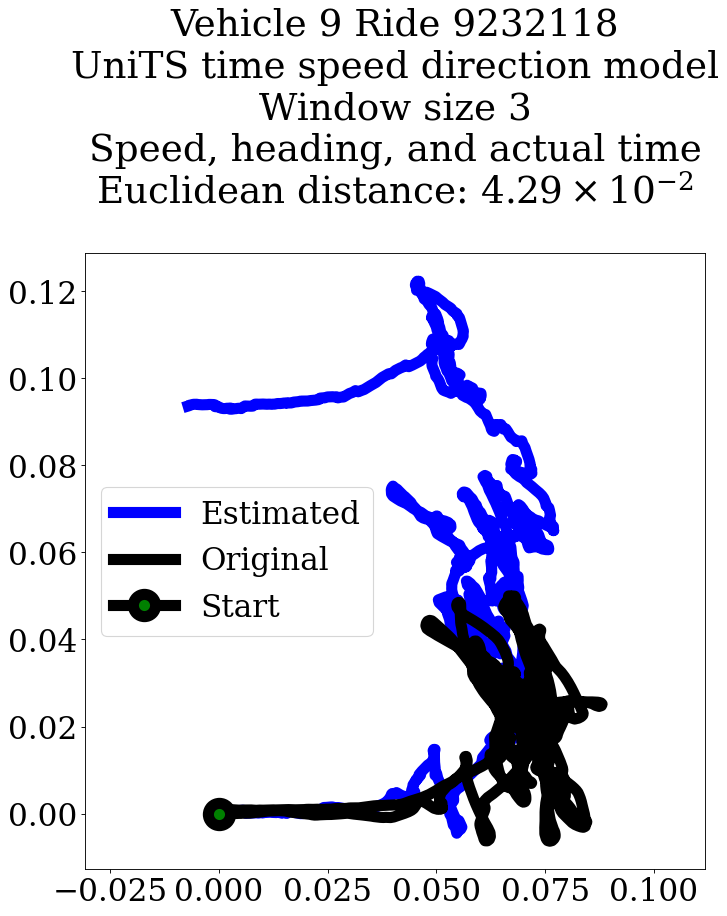 Vehicle 9 Ride 9232118
UniTS time speed direction model
Window size 3
Speed, heading, and actual time
Euclidean distance: 4.29 × 10⁻²
0.12
0.10
0.08
0.06
0.04
0.02
0.00
Estimated
Original
Start
−0.025 0.000 0.025 0.050 0.075 0.100